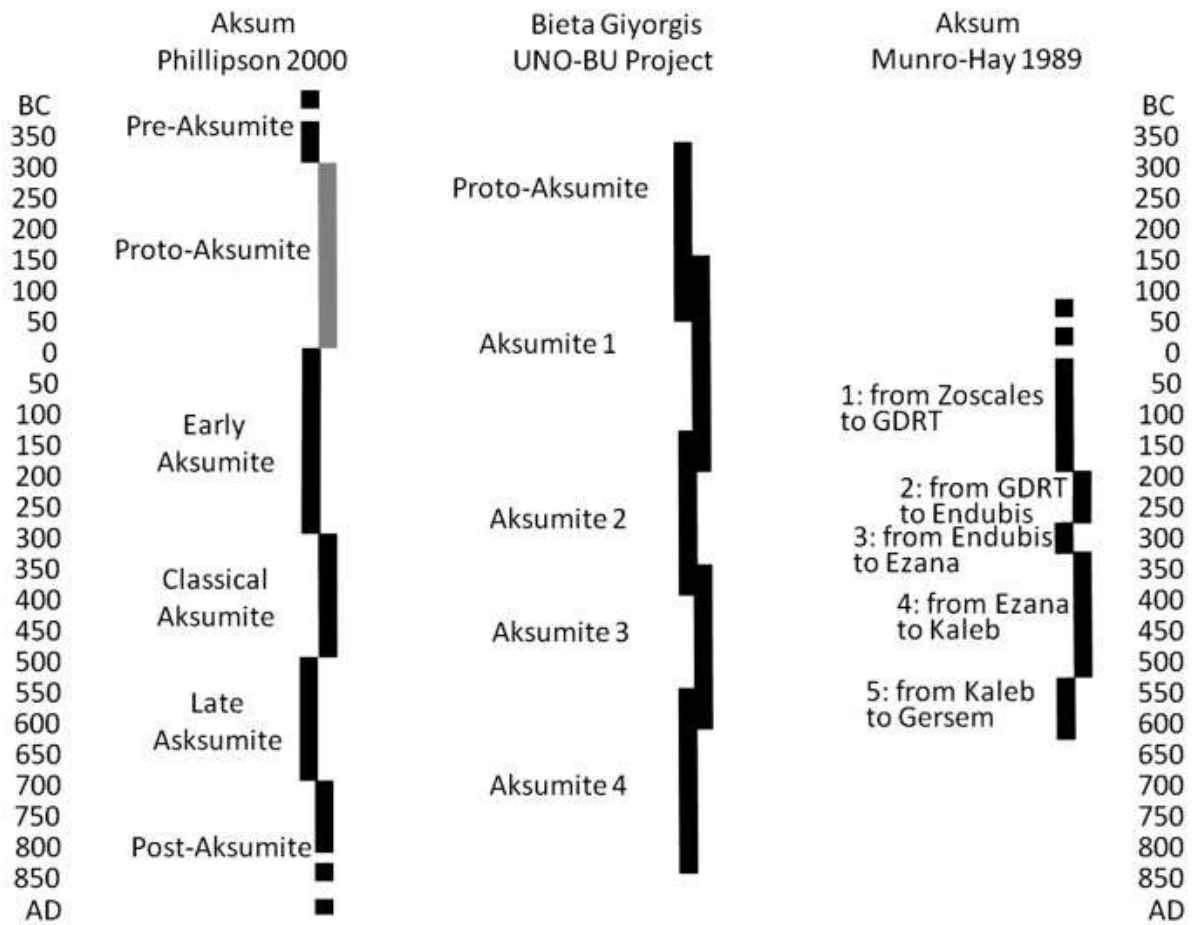 Aksum
Phillipson 2000
Bieta Giyorgis
UNO-BU Project
Aksum
Munro-Hay 1989
BC
350
300
250
200
150
100
50
0
50
100
150
200
250
300
350
400
450
500
550
600
650
700
750
800
850
AD
Pre-Aksumite
Proto-Aksumite
Early
Aksumite
Classical
Aksumite
Late
Asksumite
Post-Aksumite
Proto-Aksumite
Aksumite 1
Aksumite 2
Aksumite 3
Aksumite 4
1: from Zoscales
to GDRT
2: from GDRT
to Endubis
3: from Endubis
to Ezana
4: from Ezana
to Kaleb
5: from Kaleb
to Gersem
BC
350
300
250
200
150
100
50
0
50
100
150
200
250
300
350
400
450
500
550
600
650
700
750
800
850
AD